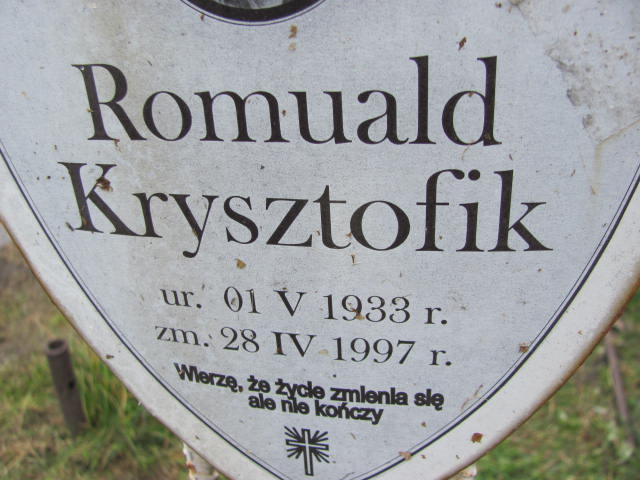 Romuald
Krysztofik
ur. 01 V 1933 r.
zm. 28 IV 1997 r.
Wierzę, że życie zmienia się
ale nie kończy